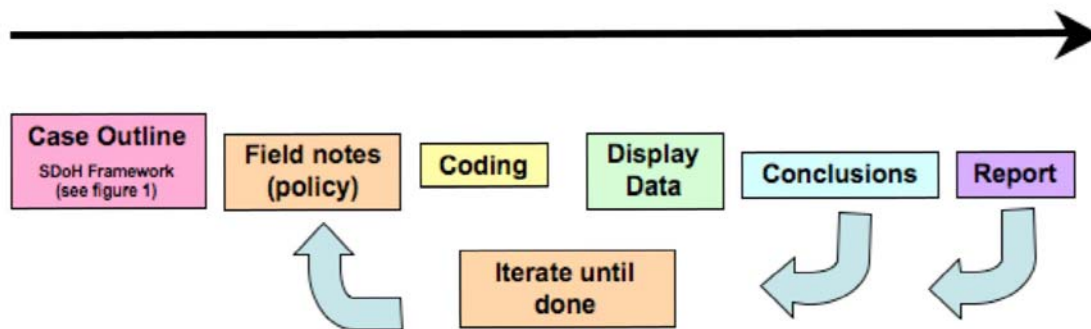 Case Outline
SDoH Framework
(see figure 1)
Field notes
(policy)
Coding
Display
Data
Conclusions
Report
Iterate until
done